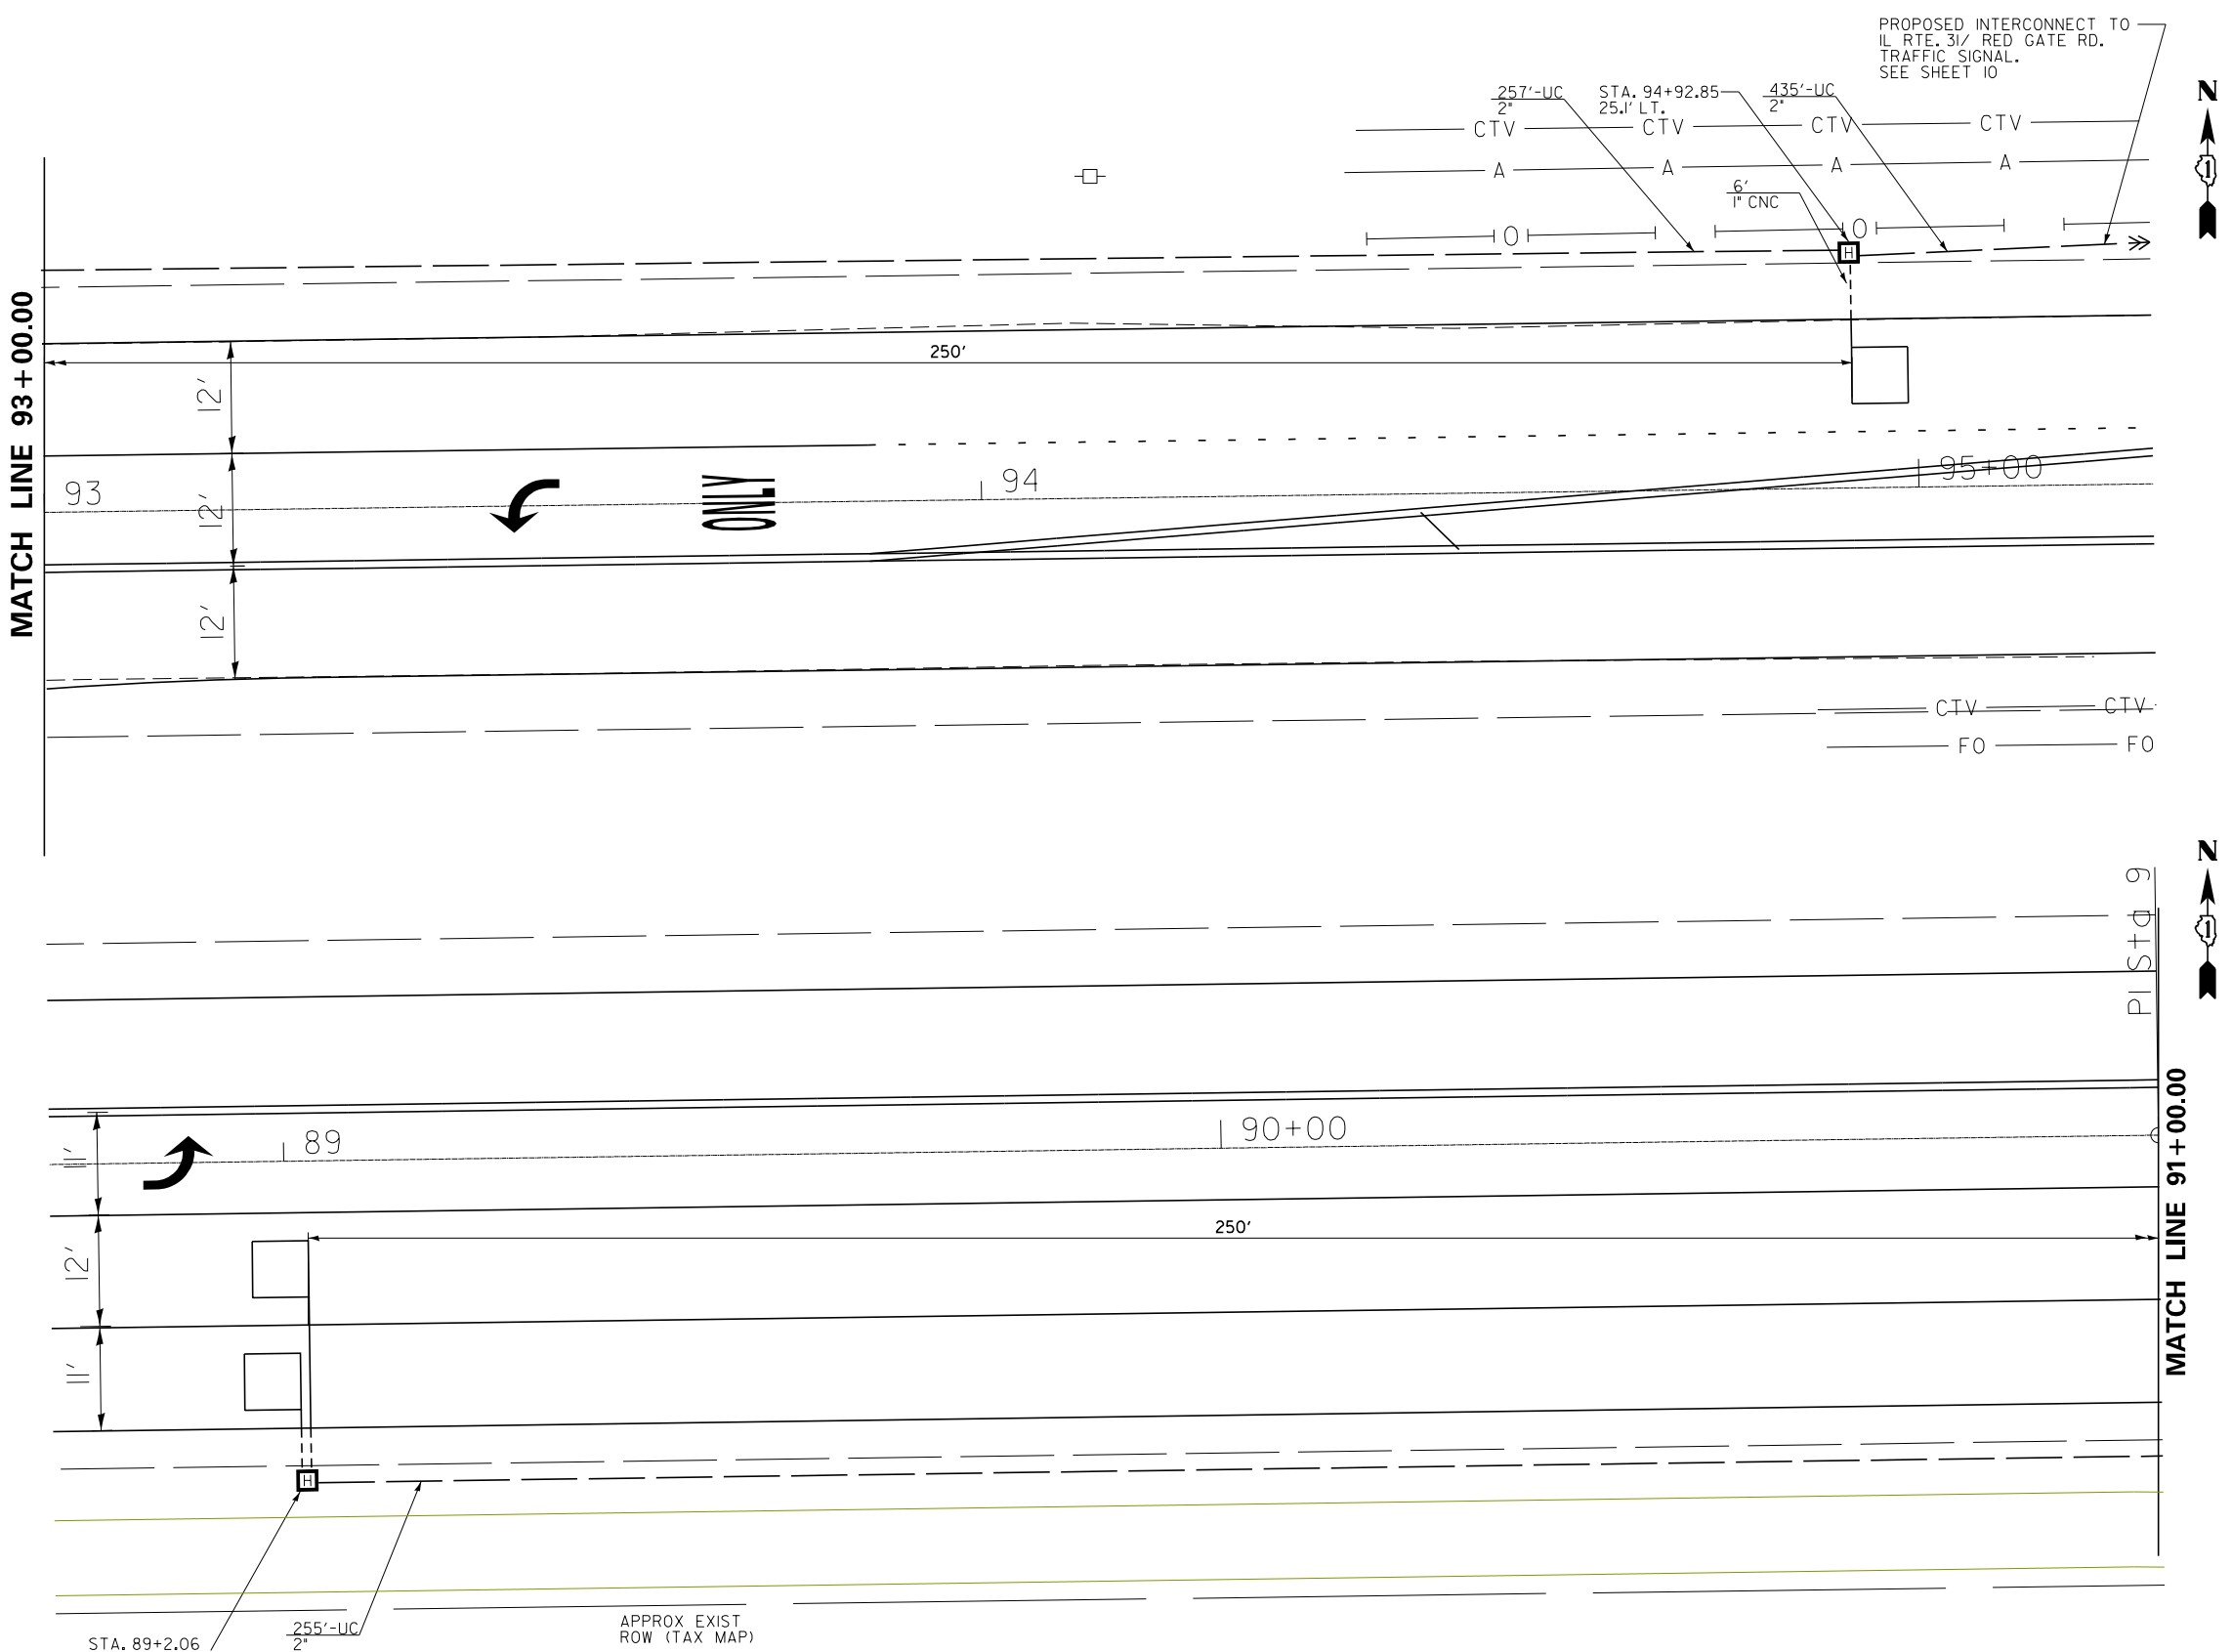 PROPOSED INTERCONNECT TO
IL RTE. 31/ RED GATE RD.
TRAFFIC SIGNAL.
SEE SHEET 10
257'-UC
2"
STA. 94+92.85
25.1' LT.
435'-UC
2"
N
1
CTV CTV CTV CTV
A A A A
6'
1" CNC
O O
H
MATCH LINE 93+00.00
250'
12'
12'
12'
93
ONLY
94
95+00
CTV CTV
FO FO
N
1
PI Sta 9
MATCH LINE 91+00.00
11'
12'
11'
89
90+00
250'
H
STA. 89+2.06
255'-UC
2"
APPROX EXIST
ROW (TAX MAP)